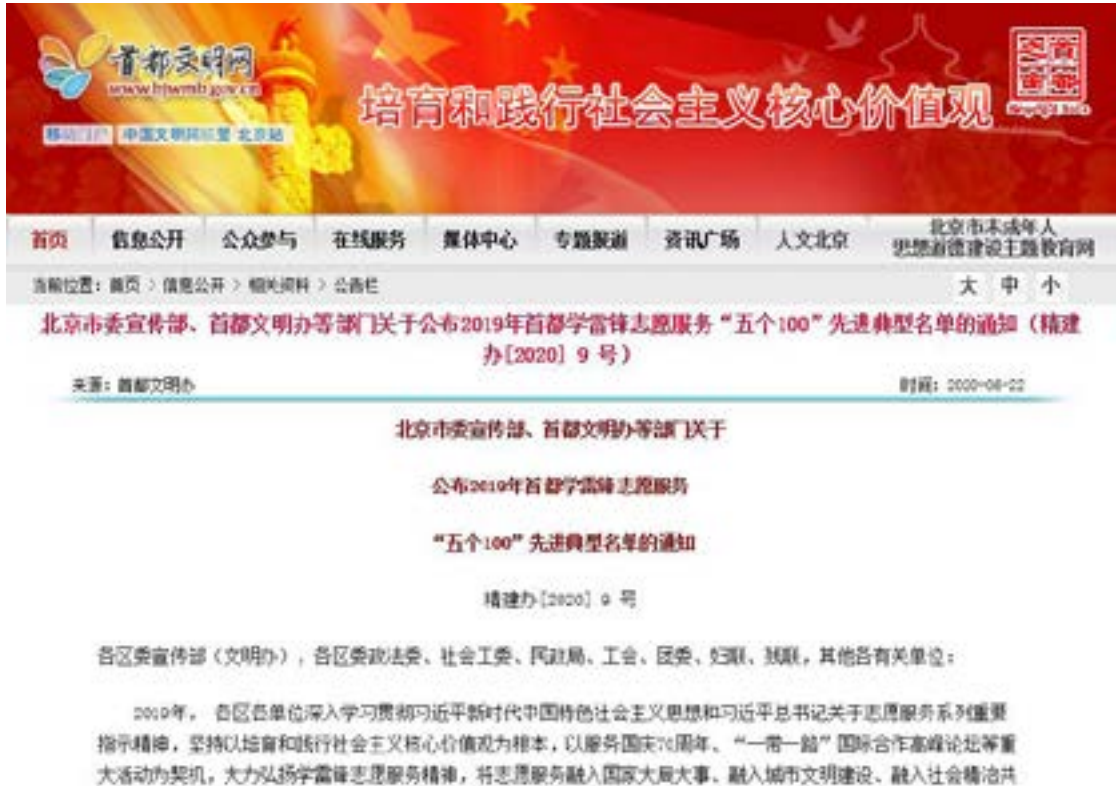 首都文明网
www.bjwmb.gov.cn
移动门户 中国文明网联盟 北京站
培育和践行社会主义核心价值观
首都文明
首页 信息公开 公众参与 在线服务 媒体中心 专题报道 资讯广场 人文北京 北京市未成年人
思想道德建设主题教育网
当前位置：首页 > 信息公开 > 相关资料 > 公告栏 大 中 小
北京市委宣传部、首都文明办等部门关于公布2019年首都学雷锋志愿服务“五个100”先进典型名单的通知（精建
办[2020] 9 号）
来源：首都文明办 时间：2020-06-22
北京市委宣传部、首都文明办等部门关于
公布2019年首都学雷锋志愿服务
“五个100”先进典型名单的通知
精建办[2020] 9 号
各区委宣传部（文明办），各区委政法委、社会工委、民政局、工会、团委、妇联、残联，其他各有关单位：
2019年， 各区各单位深入学习贯彻习近平新时代中国特色社会主义思想和习近平总书记关于志愿服务系列重要
指示精神，坚持以培育和践行社会主义核心价值观为根本，以服务国庆70周年、“一带一路”国际合作高峰论坛等重
大活动为契机，大力弘扬学雷锋志愿服务精神，将志愿服务融入国家大局大事、融入城市文明建设、融入社会精治共